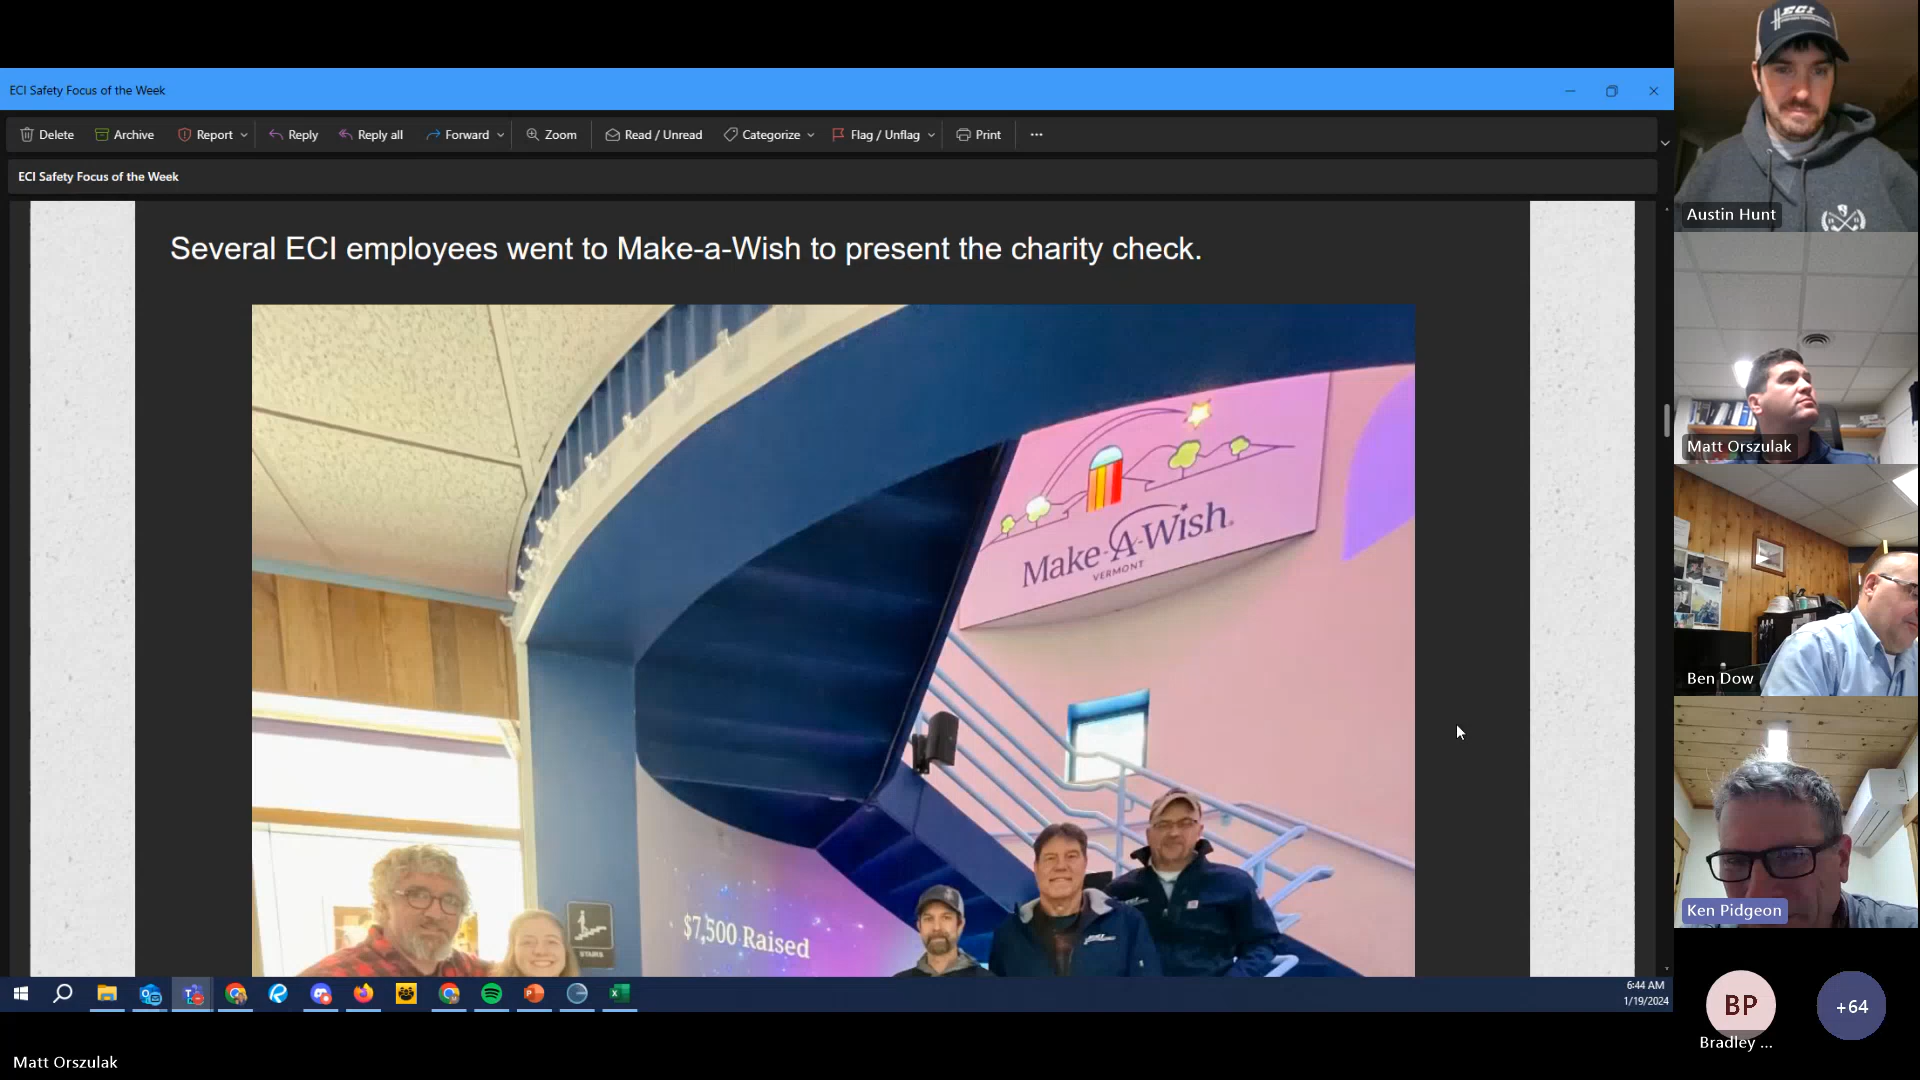 ECI Safety Focus of the Week
Delete
Archive
Report
Reply
Reply all
Forward
Zoom
Read / Unread
Categorize
Flag / Unflag
Print
ECI Safety Focus of the Week
Several ECI employees went to Make-a-Wish to present the charity check.
Make-A-Wish®
VERMONT
$7,500 Raised
STAIRS
6:44 AM
1/19/2024
Matt Orszulak
ECI
Austin Hunt
Matt Orszulak
Ben Dow
Ken Pidgeon
BP
Bradley ...
+64